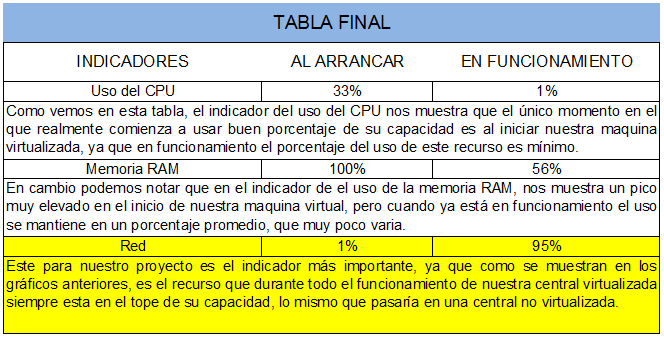 TABLA FINAL
INDICADORES AL ARRANCAR EN FUNCIONAMIENTO
Uso del CPU 33% 1%
Como vemos en esta tabla, el indicador del uso del CPU nos muestra que el único momento en el
que realmente comienza a usar buen porcentaje de su capacidad es al iniciar nuestra maquina
virtualizada, ya que en funcionamiento el porcentaje del uso de este recurso es mínimo.
Memoria RAM 100% 56%
En cambio podemos notar que en el indicador de el uso de la memoria RAM, nos muestra un pico
muy elevado en el inicio de nuestra maquina virtual, pero cuando ya está en funcionamiento el uso
se mantiene en un porcentaje promedio, que muy poco varia.
Red 1% 95%
Este para nuestro proyecto es el indicador más importante, ya que como se muestran en los
gráficos anteriores, es el recurso que durante todo el funcionamiento de nuestra central virtualizada
siempre esta en el tope de su capacidad, lo mismo que pasaría en una central no virtualizada.